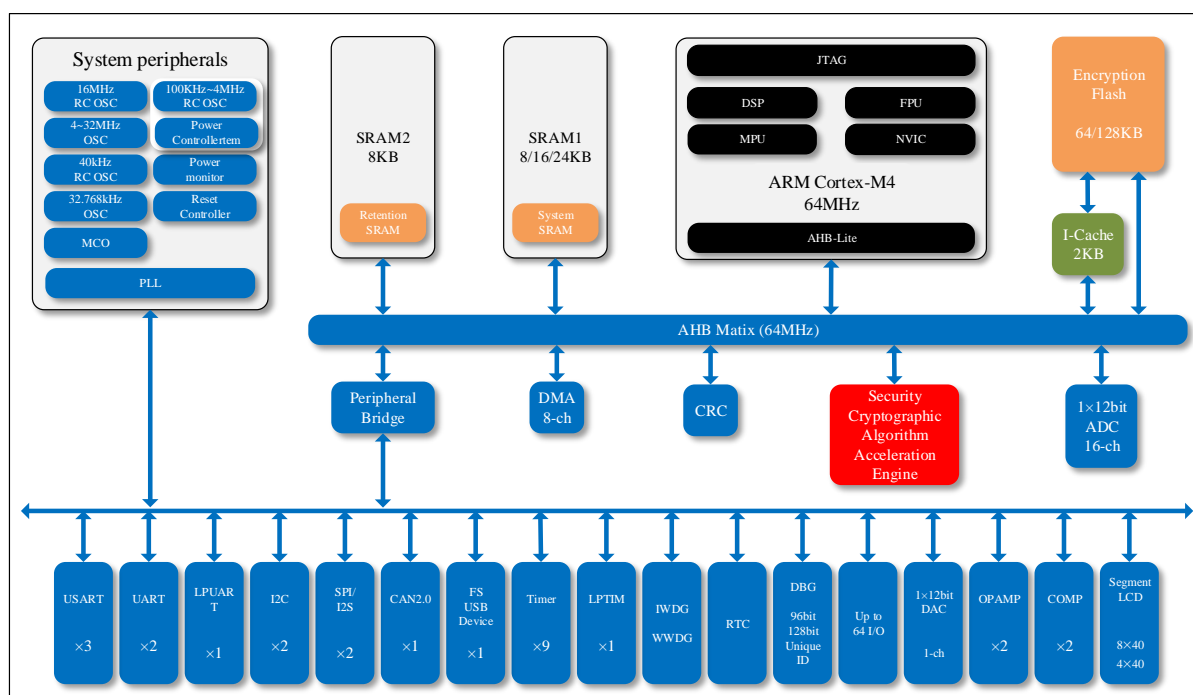 System peripherals
16MHz
RC OSC
100KHz~4MHz
RC OSC
4~32MHz
OSC
Power
Controllertem
40kHz
RC OSC
Power
monitor
32.768kHz
OSC
Reset
Controller
MCO
PLL
SRAM2
8KB
Retention
SRAM
SRAM1
8/16/24KB
System
SRAM
JTAG
DSP
FPU
MPU
NVIC
ARM Cortex-M4
64MHz
AHB-Lite
Encryption
Flash
64/128KB
I-Cache
2KB
AHB Matix (64MHz)
Peripheral
Bridge
DMA
8-ch
CRC
Security
Cryptographic
Algorithm
Acceleration
Engine
1×12bit
ADC
16-ch
USART
×3
UART
×2
LPUAR
T
×1
I2C
×2
SPI/
I2S
×2
CAN2.0
×1
FS
USB
Device
×1
Timer
×9
LPTIM
×1
IWDG
WWDG
RTC
DBG
96bit
128bit
Unique
ID
Up to
64 I/O
1×12bit
DAC
1-ch
OPAMP
×2
COMP
×2
Segment
LCD
8×40
4×40